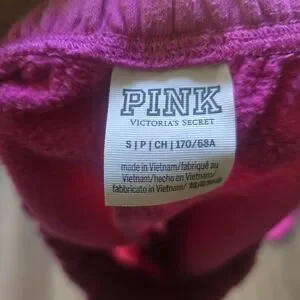 PINK
VICTORIA'S SECRET
S | P | CH | 170/68A
made in Vietnam/fabriqué au
Vietnam/hecho en Vietnam/
fabbricato in Vietnam/